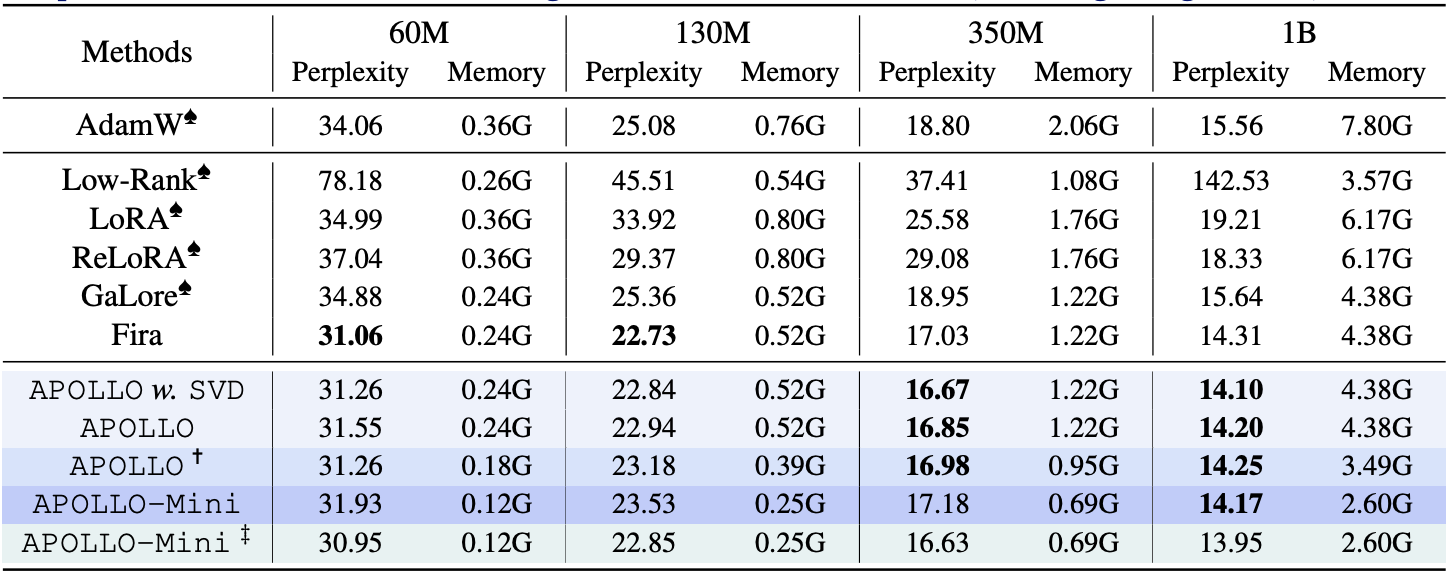 Methods 60M 130M 350M 1B
Perplexity Memory Perplexity Memory Perplexity Memory Perplexity Memory
AdamW♠ 34.06 0.36G 25.08 0.76G 18.80 2.06G 15.56 7.80G
Low-Rank♠ 78.18 0.26G 45.51 0.54G 37.41 1.08G 142.53 3.57G
LoRA♠ 34.99 0.36G 33.92 0.80G 25.58 1.76G 19.21 6.17G
ReLoRA♠ 37.04 0.36G 29.37 0.80G 29.08 1.76G 18.33 6.17G
GaLore♠ 34.88 0.24G 25.36 0.52G 18.95 1.22G 15.64 4.38G
Fira 31.06 0.24G 22.73 0.52G 17.03 1.22G 14.31 4.38G
APOLLO w. SVD 31.26 0.24G 22.84 0.52G 16.67 1.22G 14.10 4.38G
APOLLO 31.55 0.24G 22.94 0.52G 16.85 1.22G 14.20 4.38G
APOLLO† 31.26 0.18G 23.18 0.39G 16.98 0.95G 14.25 3.49G
APOLLO-Mini 31.93 0.12G 23.53 0.25G 17.18 0.69G 14.17 2.60G
APOLLO-Mini‡ 30.95 0.12G 22.85 0.25G 16.63 0.69G 13.95 2.60G